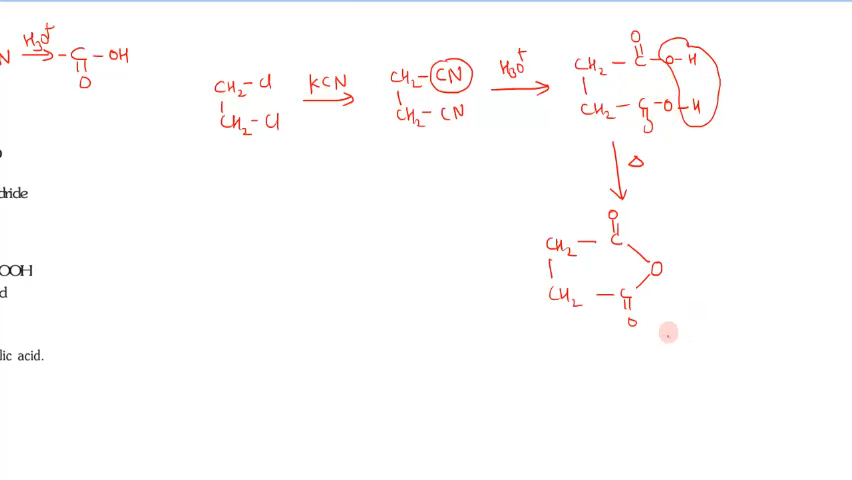 N H3O+ -C-OH
O
CH2-Cl KCN CH2-CN H3O+ CH2-C-O-H
O
CH2-Cl CH2-CN CH2-C-O-H
O
Δ
dride
O
CH2-C
O
OOH
CH2-C
d
O
lic acid.